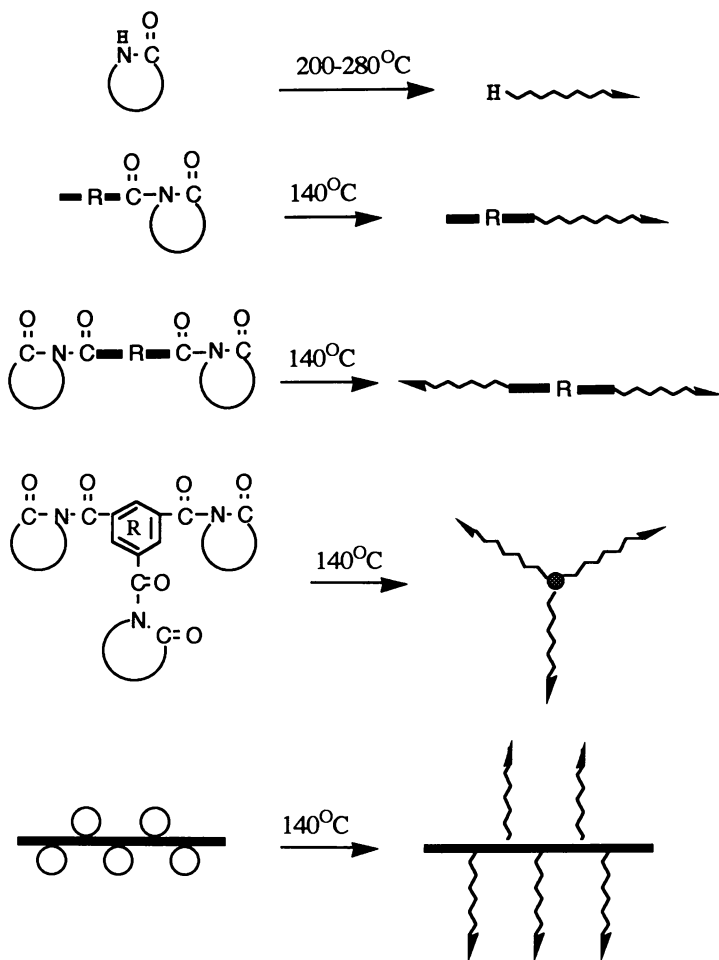 H O
N - C
200-280°C
H
O O
R C - N - C
140°C
R
O O O O
C - N - C R C - N - C
140°C
R
O O O O
C - N - C C - N - C
R
140°C
C = O
N.
C = O
140°C